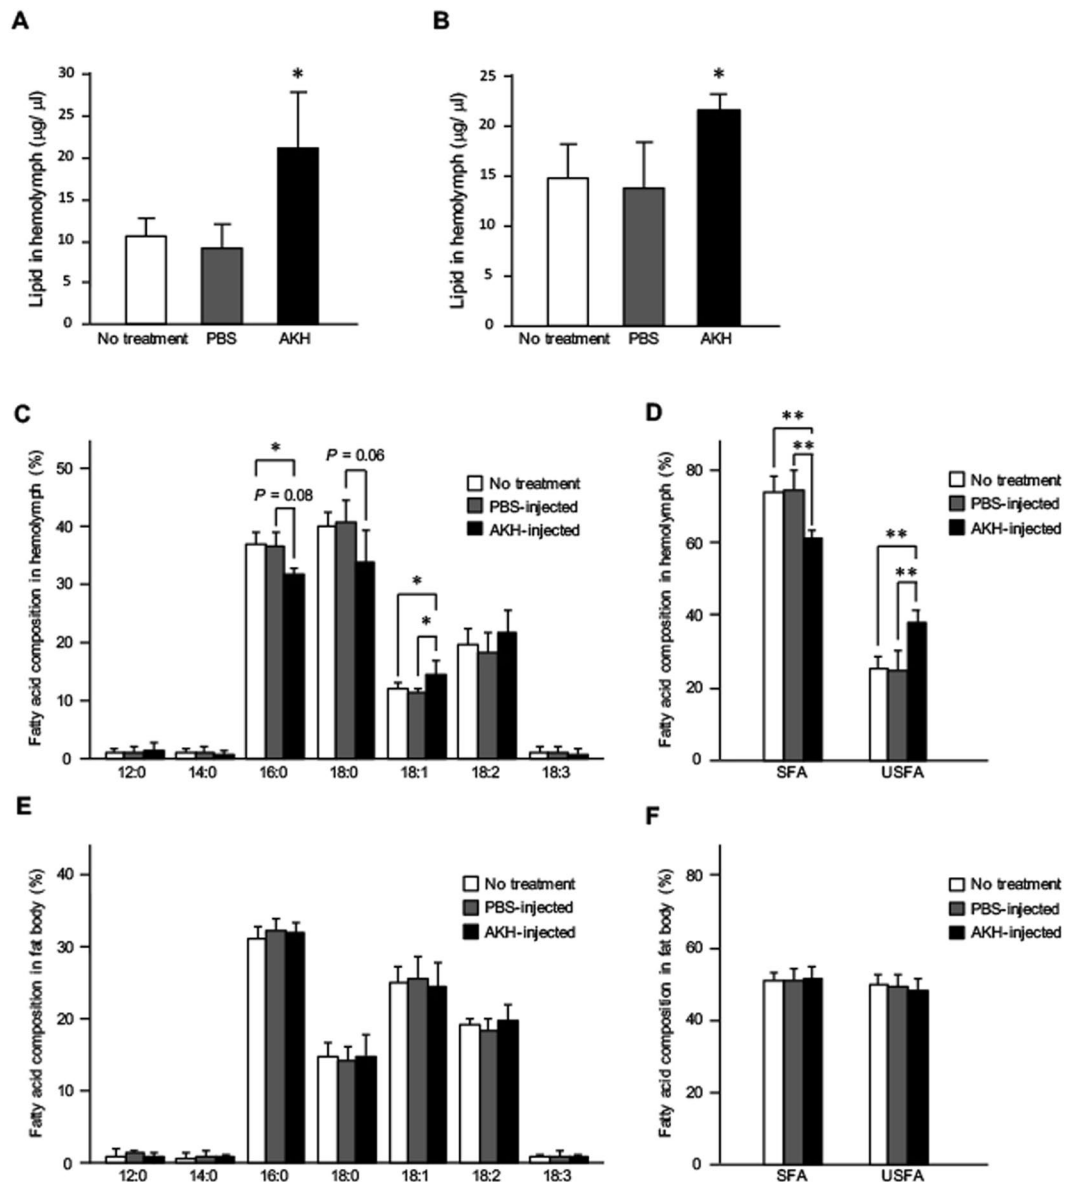 A
Lipid in hemolymph (μg/ μl)
30
25
20
15
10
5
0
*
No treatment PBS AKH
B
Lipid in hemolymph (μg/ μl)
25
20
15
10
5
0
*
No treatment PBS AKH
C
Fatty acid composition in hemolymph (%)
50
40
30
20
10
0
*
P = 0.08
P = 0.06
*
*
No treatment
PBS-injected
AKH-injected
12:0 14:0 16:0 18:0 18:1 18:2 18:3
D
Fatty acid composition in hemolymph (%)
80
60
40
20
0
**
**
**
**
No treatment
PBS-injected
AKH-injected
SFA USFA
E
Fatty acid composition in fat body (%)
40
30
20
10
0
No treatment
PBS-injected
AKH-injected
12:0 14:0 16:0 18:0 18:1 18:2 18:3
F
Fatty acid composition in fat body (%)
80
60
40
20
0
No treatment
PBS-injected
AKH-injected
SFA USFA